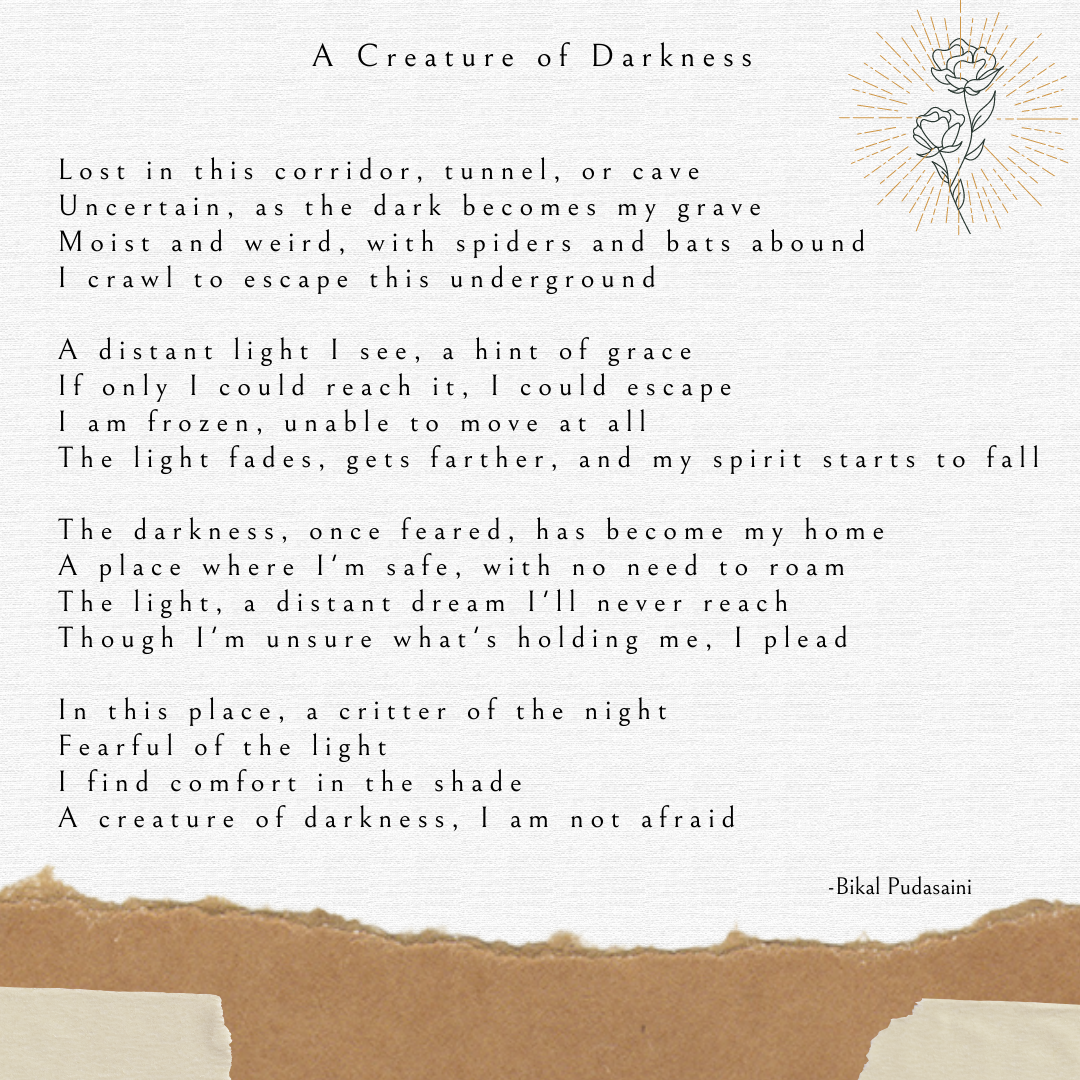 A Creature of Darkness
Lost in this corridor, tunnel, or cave
Uncertain, as the dark becomes my grave
Moist and weird, with spiders and bats abound
I crawl to escape this underground
A distant light I see, a hint of grace
If only I could reach it, I could escape
I am frozen, unable to move at all
The light fades, gets farther, and my spirit starts to fall
The darkness, once feared, has become my home
A place where I'm safe, with no need to roam
The light, a distant dream I'll never reach
Though I'm unsure what's holding me, I plead
In this place, a critter of the night
Fearful of the light
I find comfort in the shade
A creature of darkness, I am not afraid
-Bikal Pudasaini